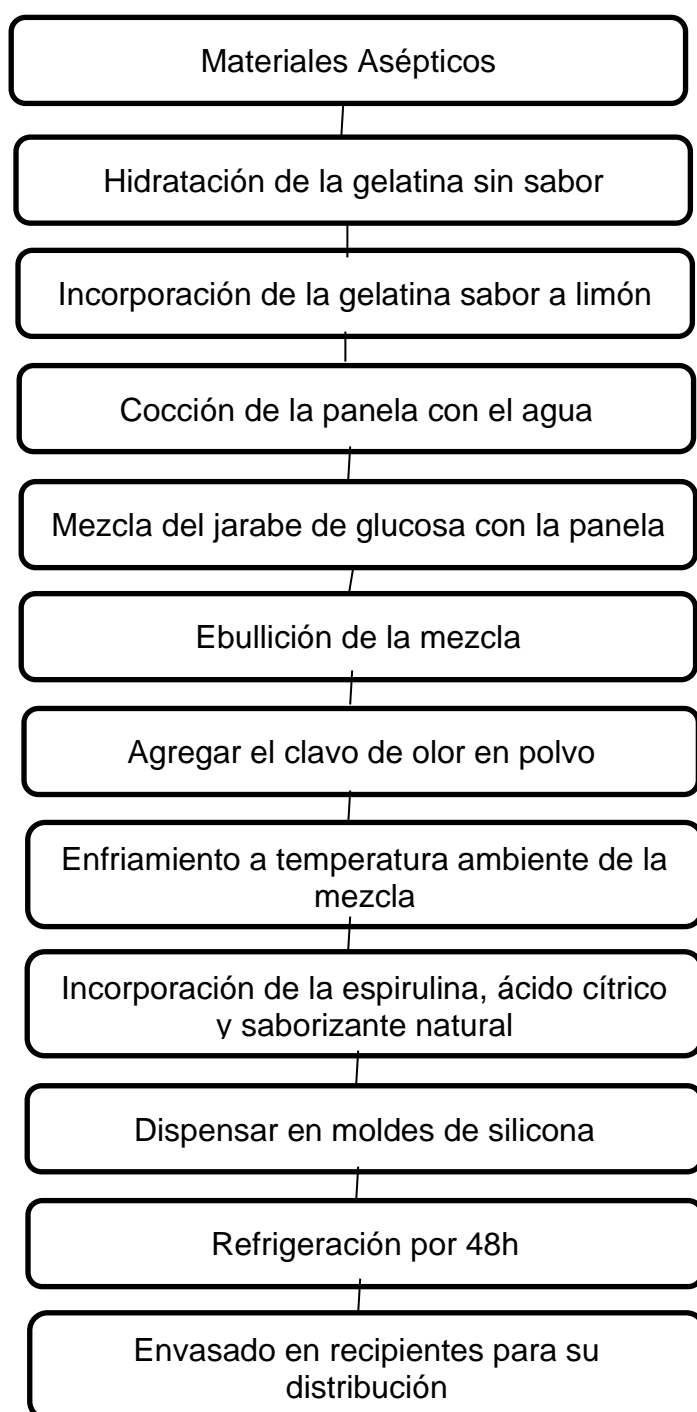 Materiales Asépticos
Hidratación de la gelatina sin sabor
Incorporación de la gelatina sabor a limón
Cocción de la panela con el agua
Mezcla del jarabe de glucosa con la panela
Ebullición de la mezcla
Agregar el clavo de olor en polvo
Enfriamiento a temperatura ambiente de la
mezcla
Incorporación de la espirulina, ácido cítrico
y saborizante natural
Dispensar en moldes de silicona
Refrigeración por 48h
Envasado en recipientes para su
distribución